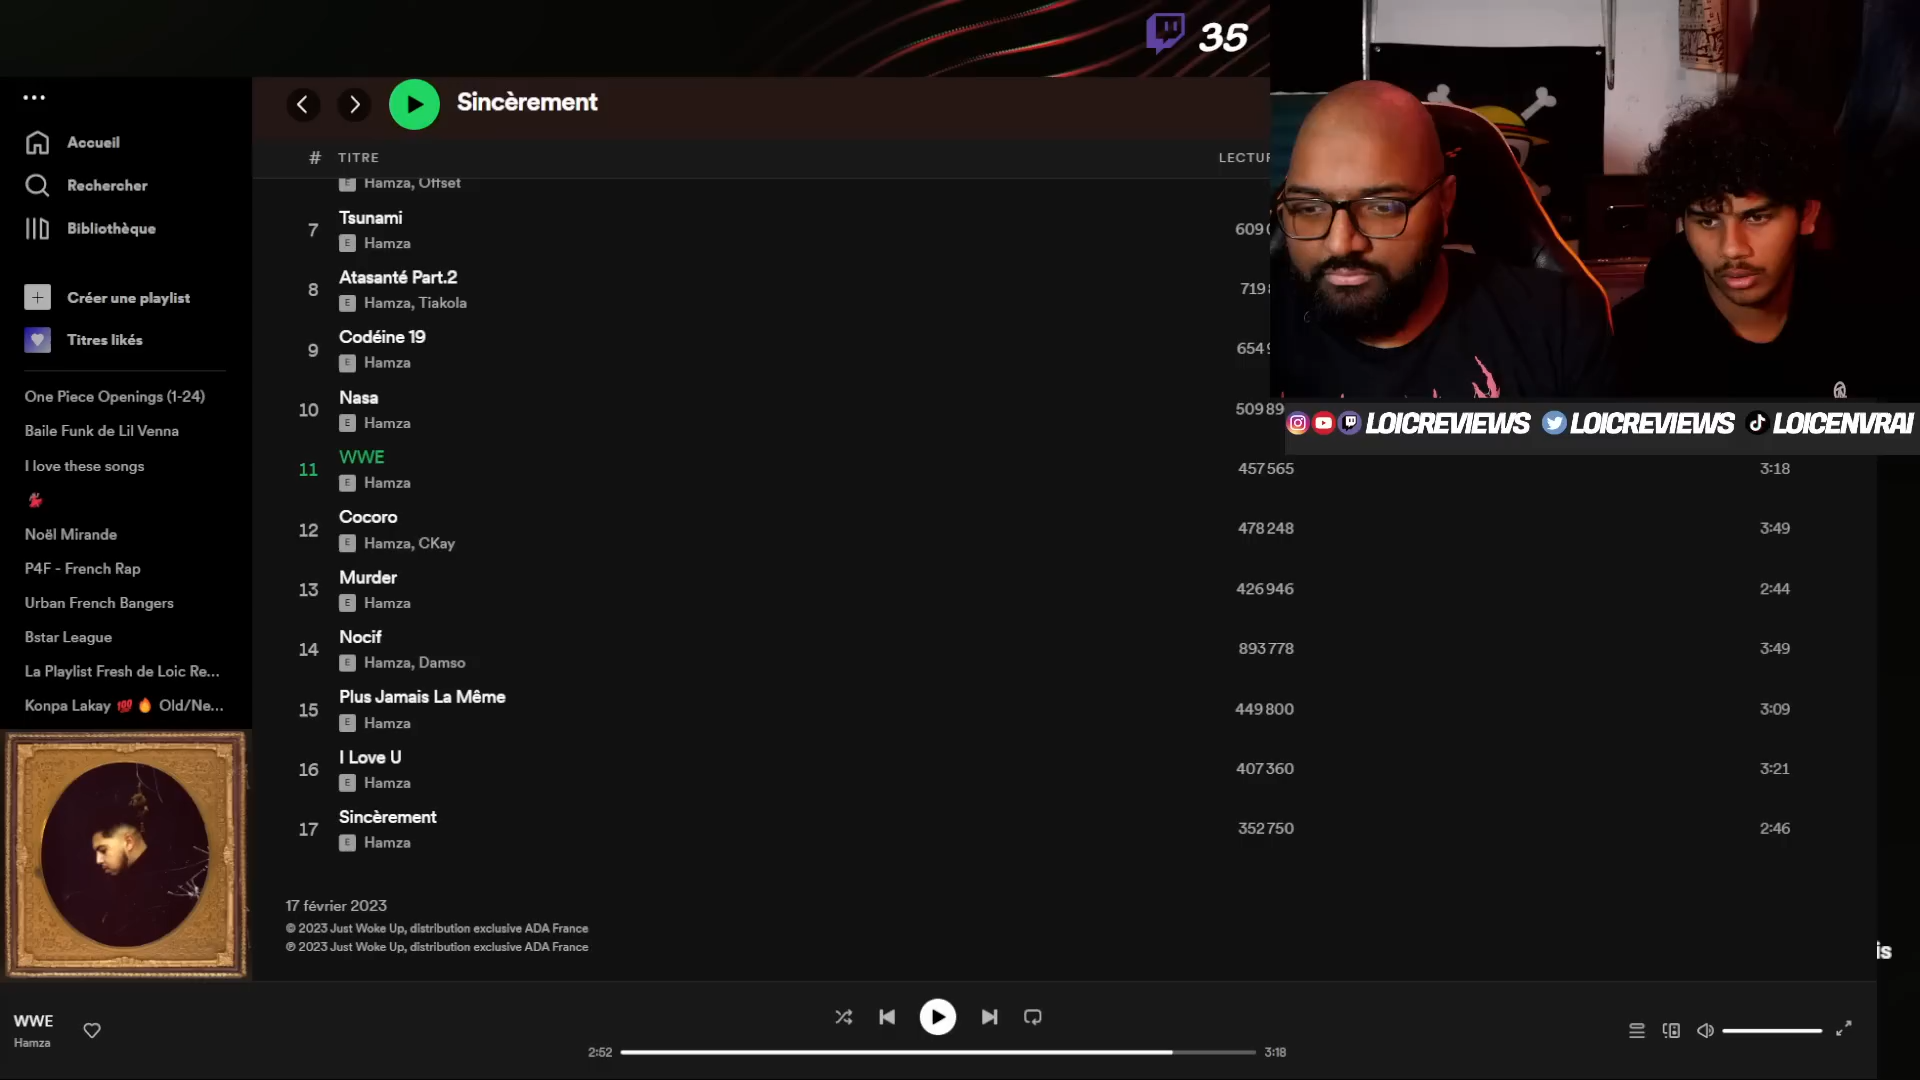 35
Sincèrement
Accueil
Rechercher
Bibliothèque
Créer une playlist
Titres likés
One Piece Openings (1-24)
Baile Funk de Lil Venna
I love these songs
Noël Mirande
P4F - French Rap
Urban French Bangers
Bstar League
La Playlist Fresh de Loic Re...
Konpa Lakay 💯 🔥 Old/Ne...
# TITRE
E Hamza, Offset
7 Tsunami
E Hamza
8 Atasanté Part.2
E Hamza, Tiakola
9 Codéine 19
E Hamza
10 Nasa
E Hamza
11 WWE 457 565 3:18
E Hamza
12 Cocoro 478 248 3:49
E Hamza, CKay
13 Murder 426 946 2:44
E Hamza
14 Nocif 893 778 3:49
E Hamza, Damso
15 Plus Jamais La Même 449 800 3:09
E Hamza
16 I Love U 407 360 3:21
E Hamza
17 Sincèrement 352 750 2:46
E Hamza
17 février 2023
© 2023 Just Woke Up, distribution exclusive ADA France
℗ 2023 Just Woke Up, distribution exclusive ADA France
LOICREVIEWS LOICREVIEWS LOICENVRAI
is
WWE
Hamza
2:52 3:18